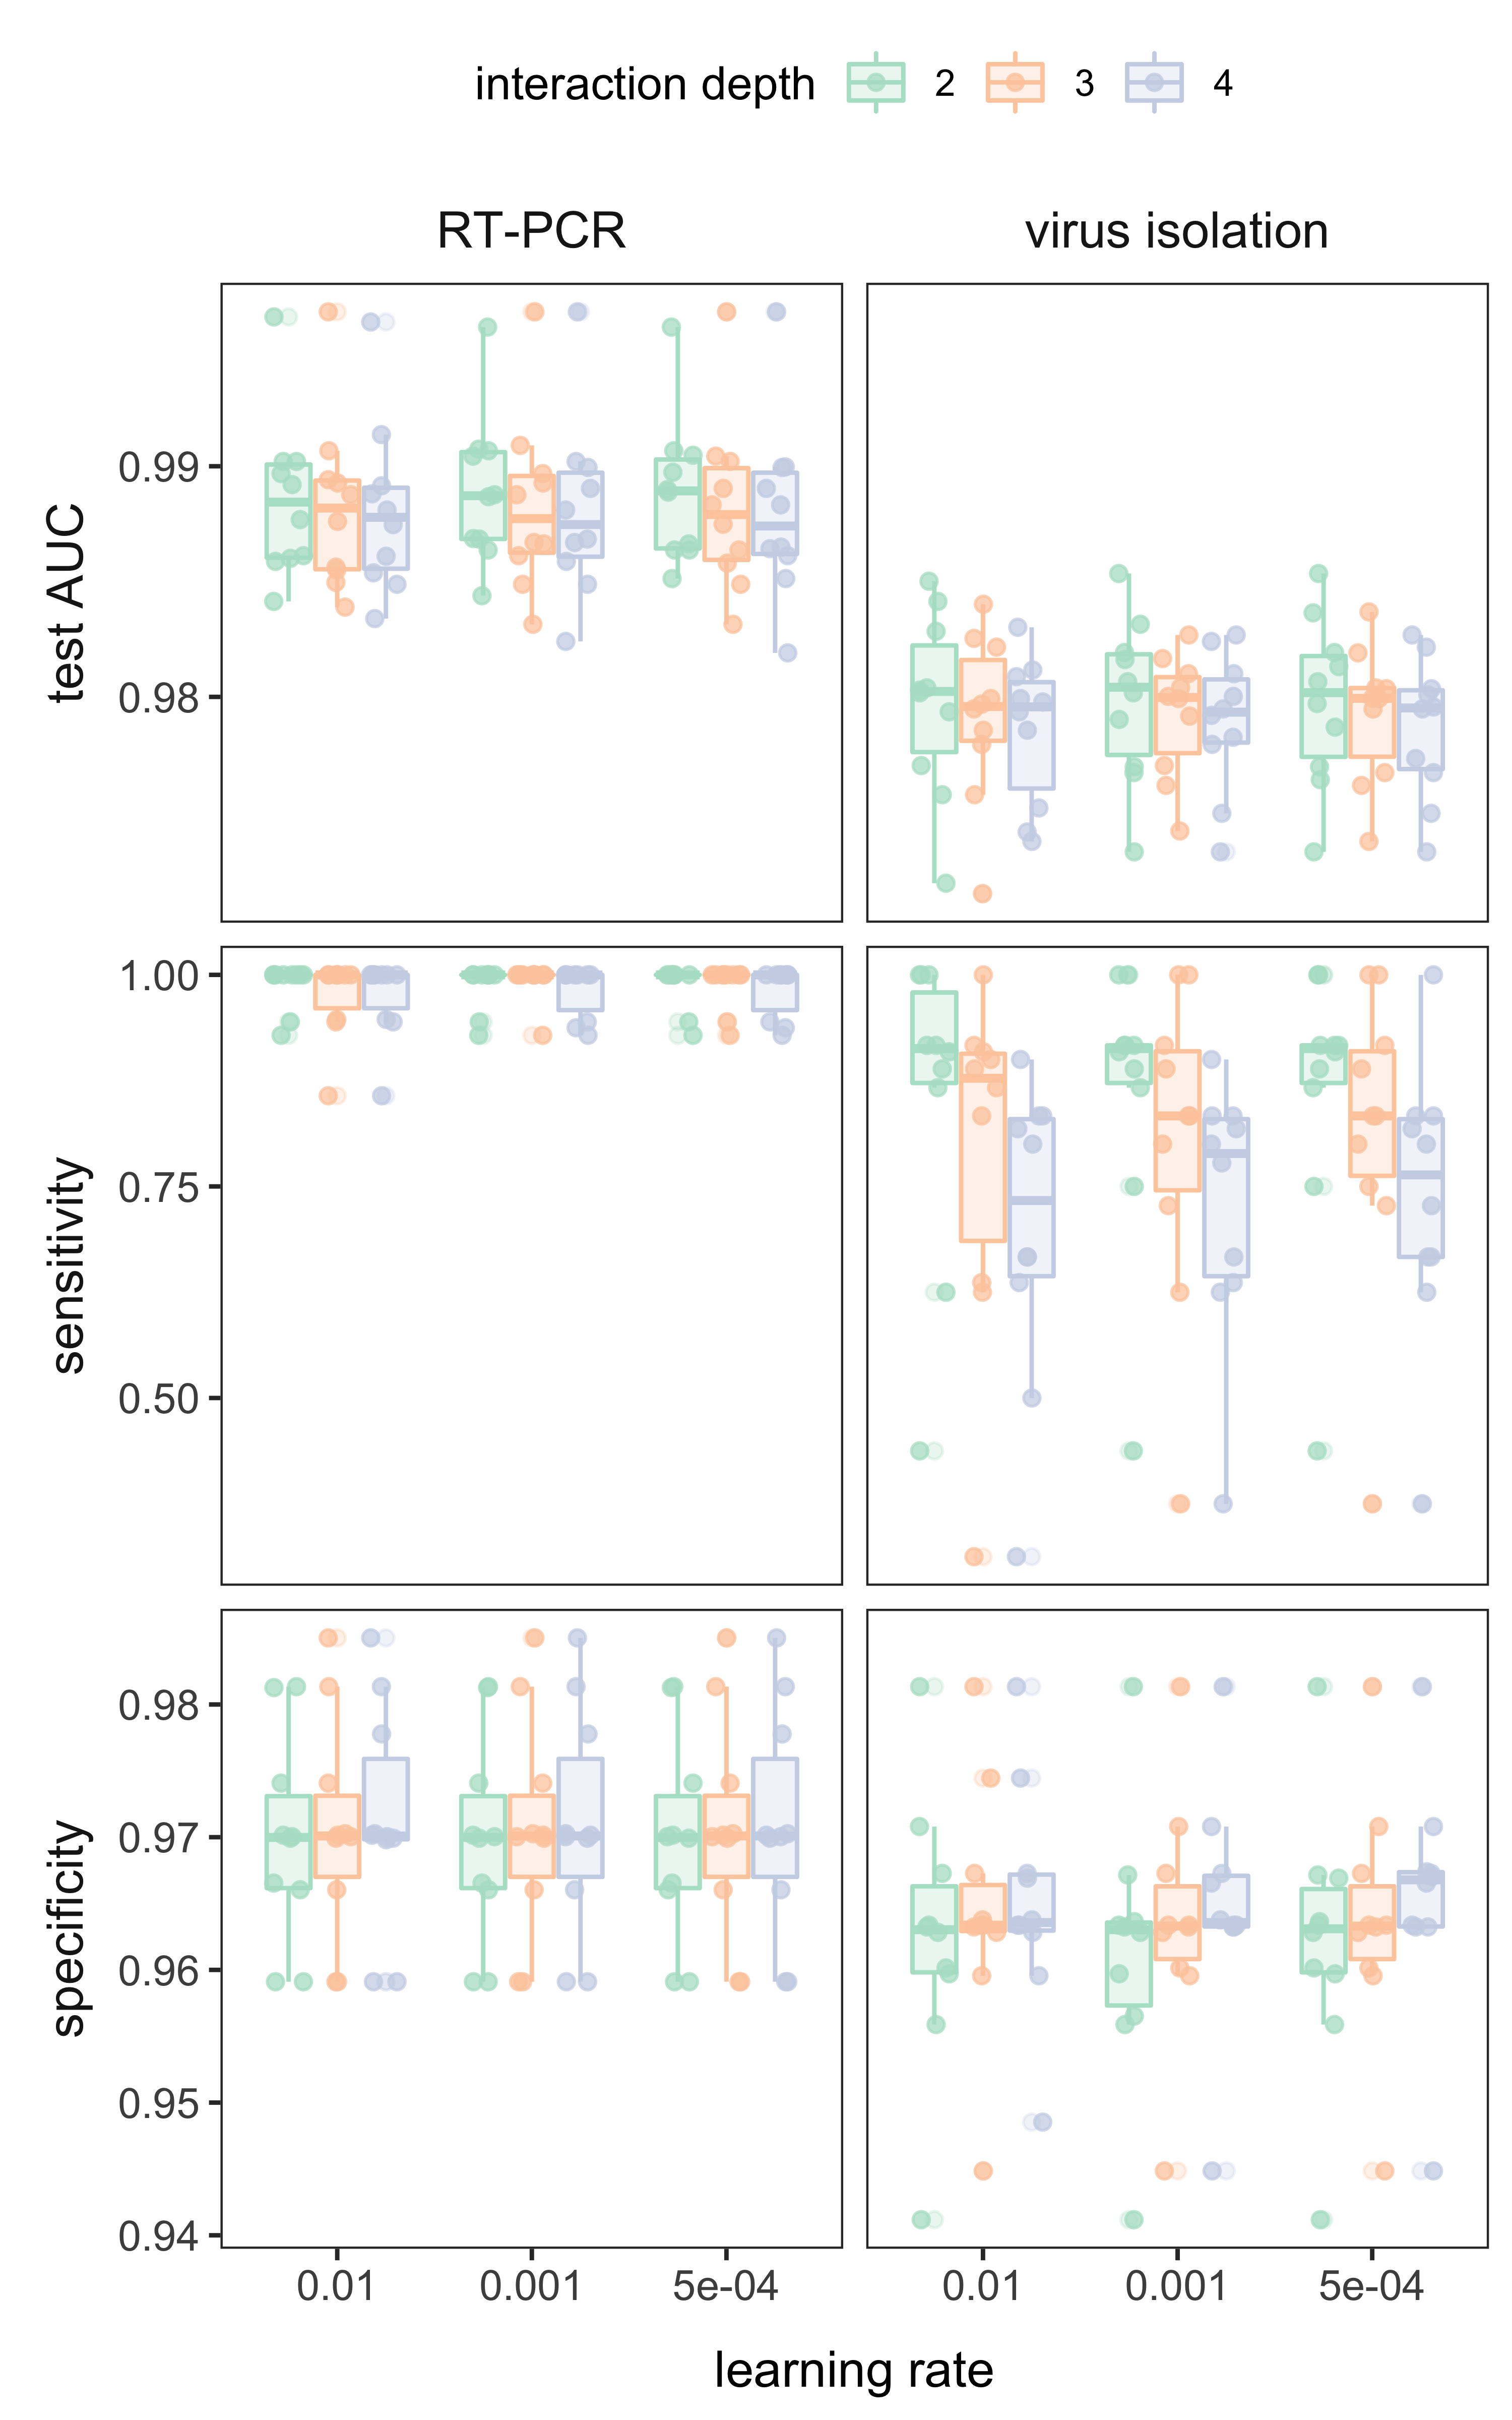 interaction depth 2 3 4
RT-PCR virus isolation
test AUC
0.99
0.98
sensitivity
1.00
0.75
0.50
specificity
0.98
0.97
0.96
0.95
0.94
0.01 0.001 5e-04 0.01 0.001 5e-04
learning rate